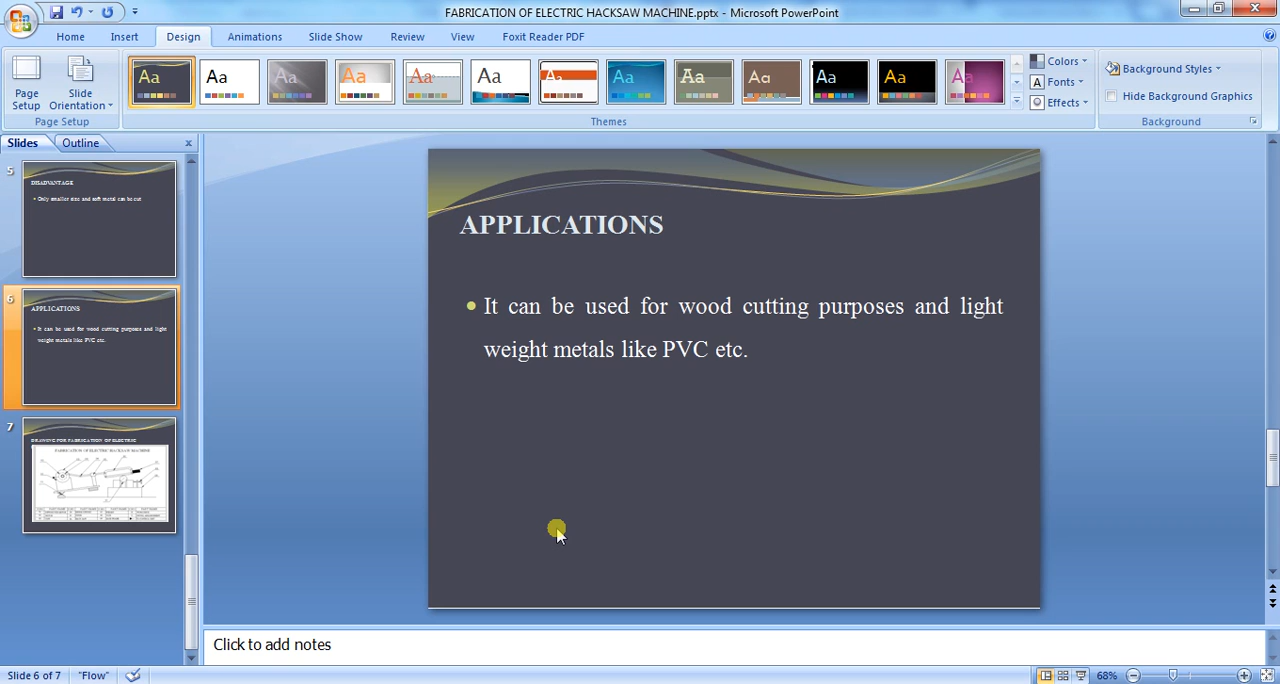 FABRICATION OF ELECTRIC HACKSAW MACHINE.pptx - Microsoft PowerPoint
Home Insert Design Animations Slide Show Review View Foxit Reader PDF
Page Setup
Slide Orientation
Page Setup
Aa Aa Aa Aa Aa Aa Aa Aa Aa Aa Aa Aa Aa
Themes
Colors
Fonts
Effects
Background Styles
Hide Background Graphics
Background
Slides Outline
5
DISADVANTAGE
Only smaller size and soft metal can be cut
6
APPLICATIONS
It can be used for wood cutting purposes and light
weight metals like PVC etc.
7
DRAWING FOR FABRICATION OF ELECTRIC
FABRICATION OF ELECTRIC HACKSAW MACHINE
APPLICATIONS
• It can be used for wood cutting purposes and light
weight metals like PVC etc.
Click to add notes
Slide 6 of 7 "Flow" 68%